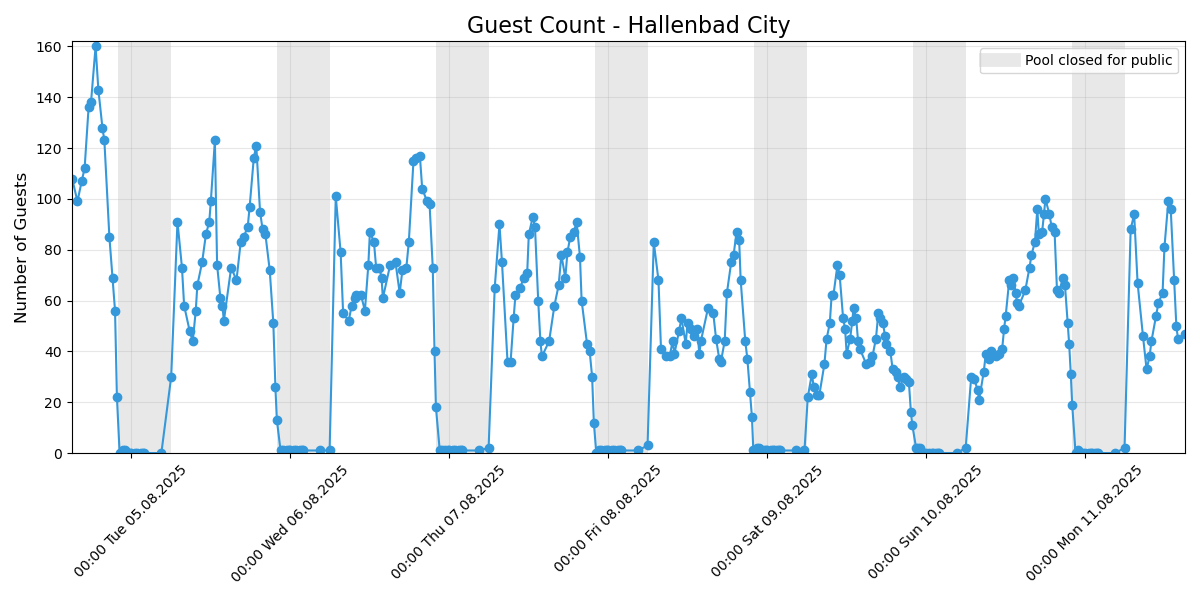 Guest Count - Hallenbad City
Pool closed for public
Number of Guests
160
140
120
100
80
60
40
20
0
00:00 Tue 05.08.2025
00:00 Wed 06.08.2025
00:00 Thu 07.08.2025
00:00 Fri 08.08.2025
00:00 Sat 09.08.2025
00:00 Sun 10.08.2025
00:00 Mon 11.08.2025